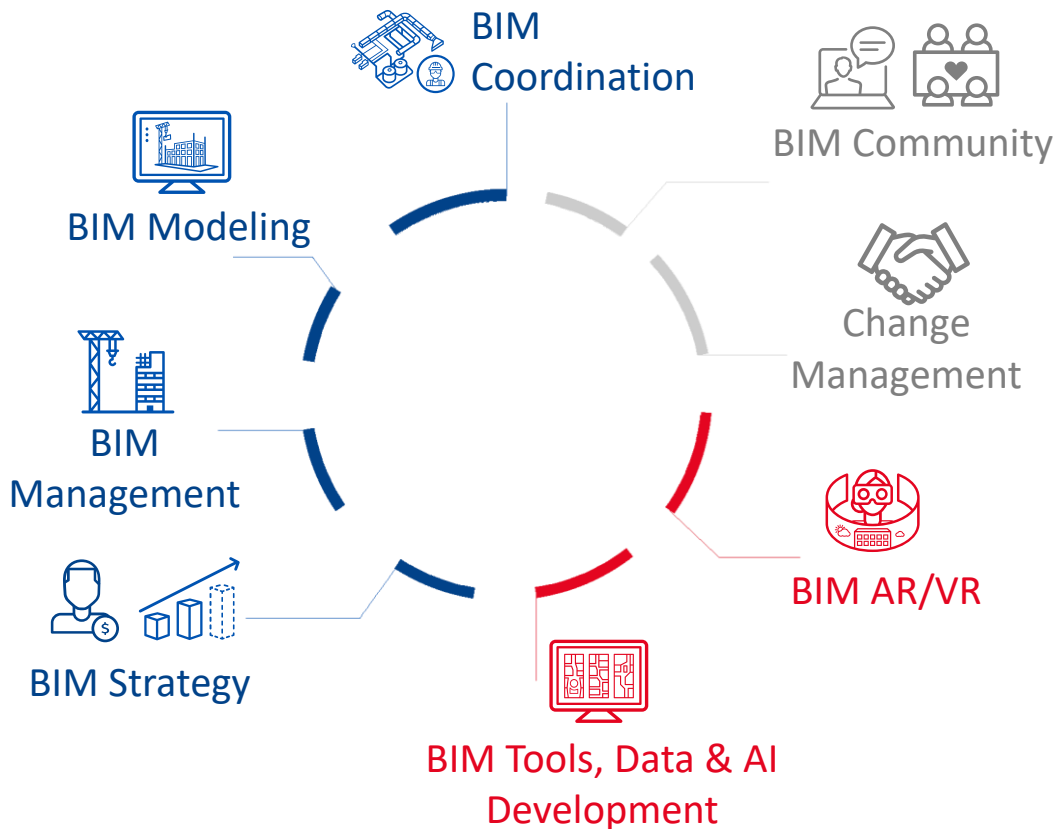 BIM
Coordination
BIM Community
BIM Modeling
Change
Management
BIM
Management
BIM AR/VR
$
BIM Strategy
BIM Tools, Data & AI
Development